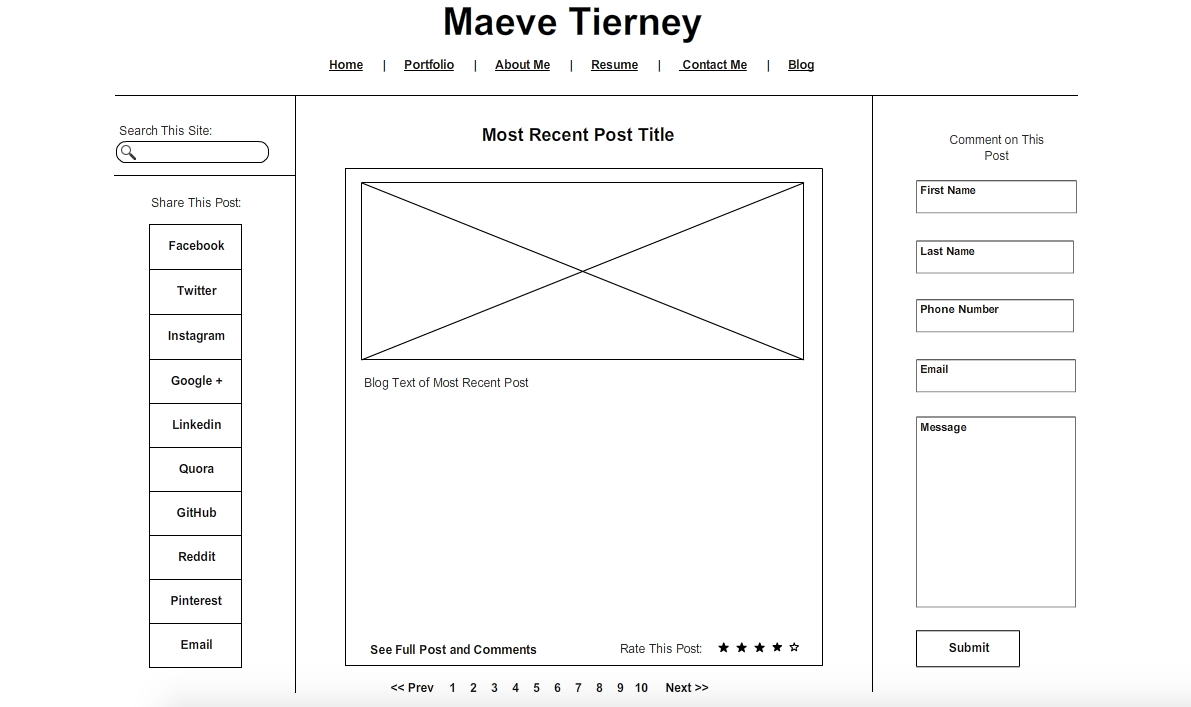 Maeve Tierney
Home | Portfolio | About Me | Resume | Contact Me | Blog
Search This Site:
Share This Post:
Facebook
Twitter
Instagram
Google +
Linkedin
Quora
GitHub
Reddit
Pinterest
Email
Most Recent Post Title
Blog Text of Most Recent Post
See Full Post and Comments
Rate This Post:
<< Prev 1 2 3 4 5 6 7 8 9 10 Next >>
Comment on This
Post
First Name
Last Name
Phone Number
Email
Message
Submit